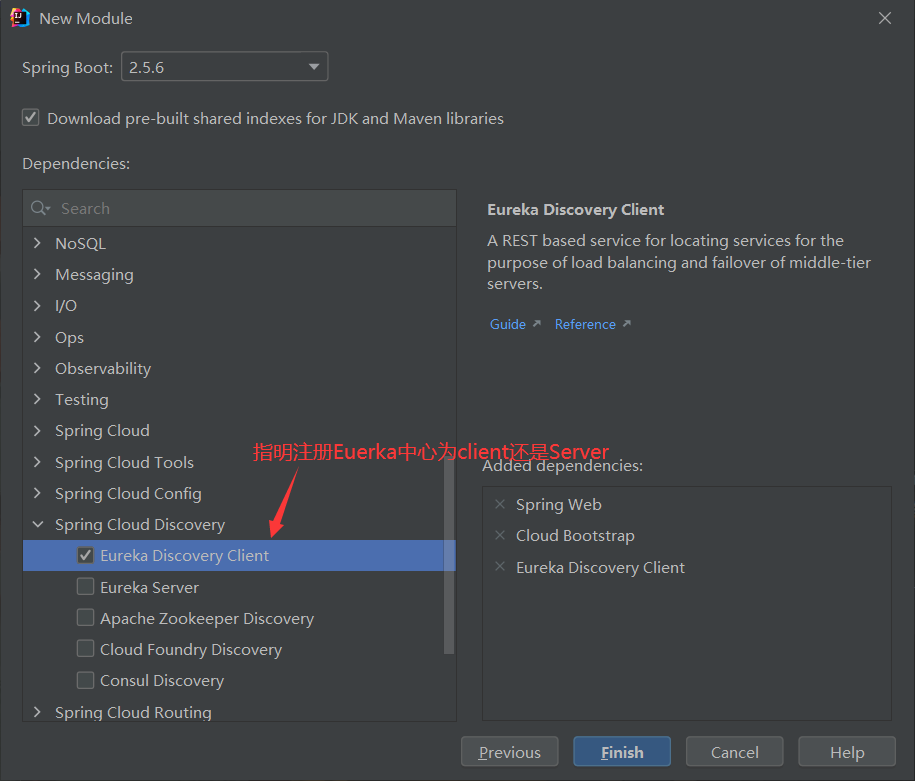 New Module
Spring Boot: 2.5.6
Download pre-built shared indexes for JDK and Maven libraries
Dependencies:
Search
NoSQL
Messaging
I/O
Ops
Observability
Testing
Spring Cloud
Spring Cloud Tools
Spring Cloud Config
Spring Cloud Discovery
Eureka Discovery Client
Eureka Server
Apache Zookeeper Discovery
Cloud Foundry Discovery
Consul Discovery
Spring Cloud Routing
指明注册Euerka中心为client还是Server
Eureka Discovery Client
A REST based service for locating services for the
purpose of load balancing and failover of middle-tier
servers.
Guide Reference
Added dependencies:
Spring Web
Cloud Bootstrap
Eureka Discovery Client
Previous Finish Cancel Help